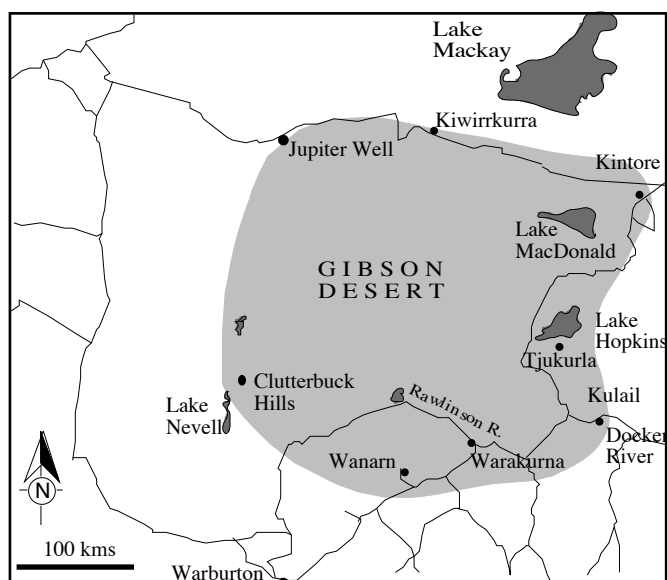 Lake
Mackay
Kiwirrkurra
Jupiter Well
Kintore
Lake
MacDonald
GIBSON
DESERT
Lake
Hopkins
Tjukurla
Clutterbuck
Hills
Kulail
Rawlinson R.
Lake
Nevell
Docker
River
Wanarn
Warakurna
N
100 kms
Warburton